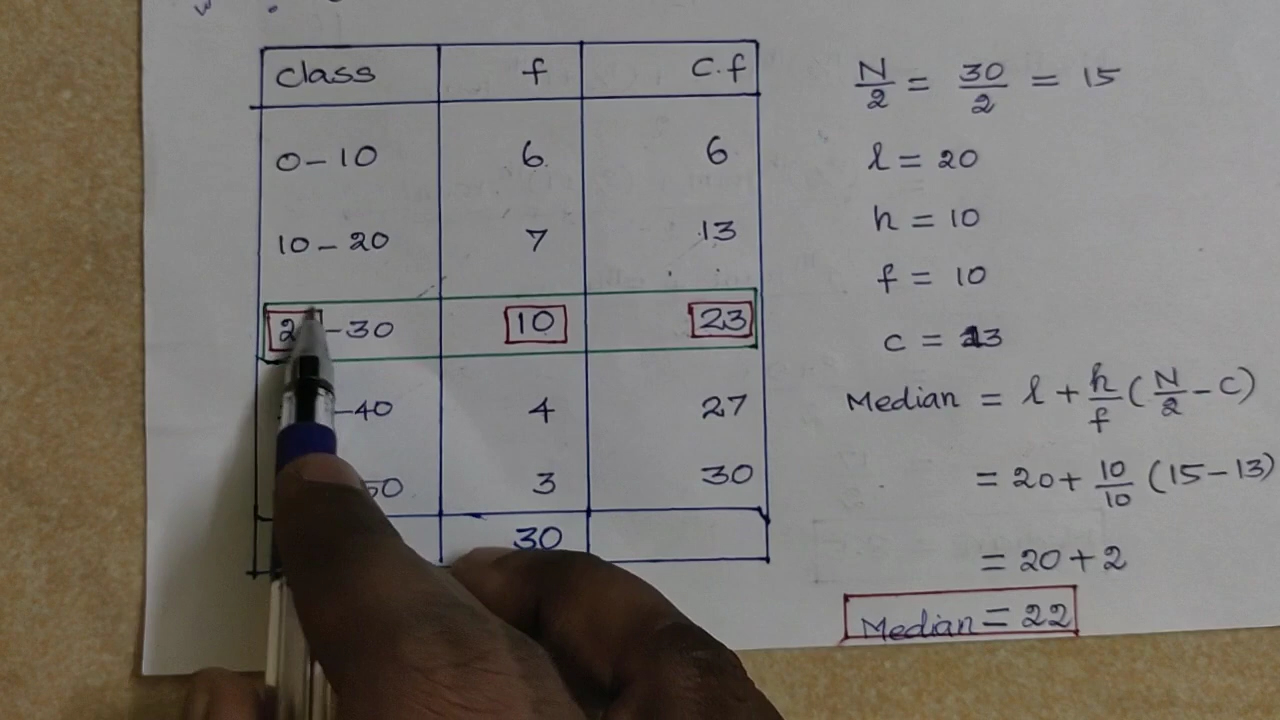 class f c.f
0-10 6 6
10-20 7 13
-30 10 23
-40 4 27
50 3 30
30
N/2 = 30/2 = 15
l = 20
h = 10
f = 10
c = 13
Median = l + h/f (N/2 - C)
= 20 + 10/10 (15-13)
= 20 + 2
Median = 22